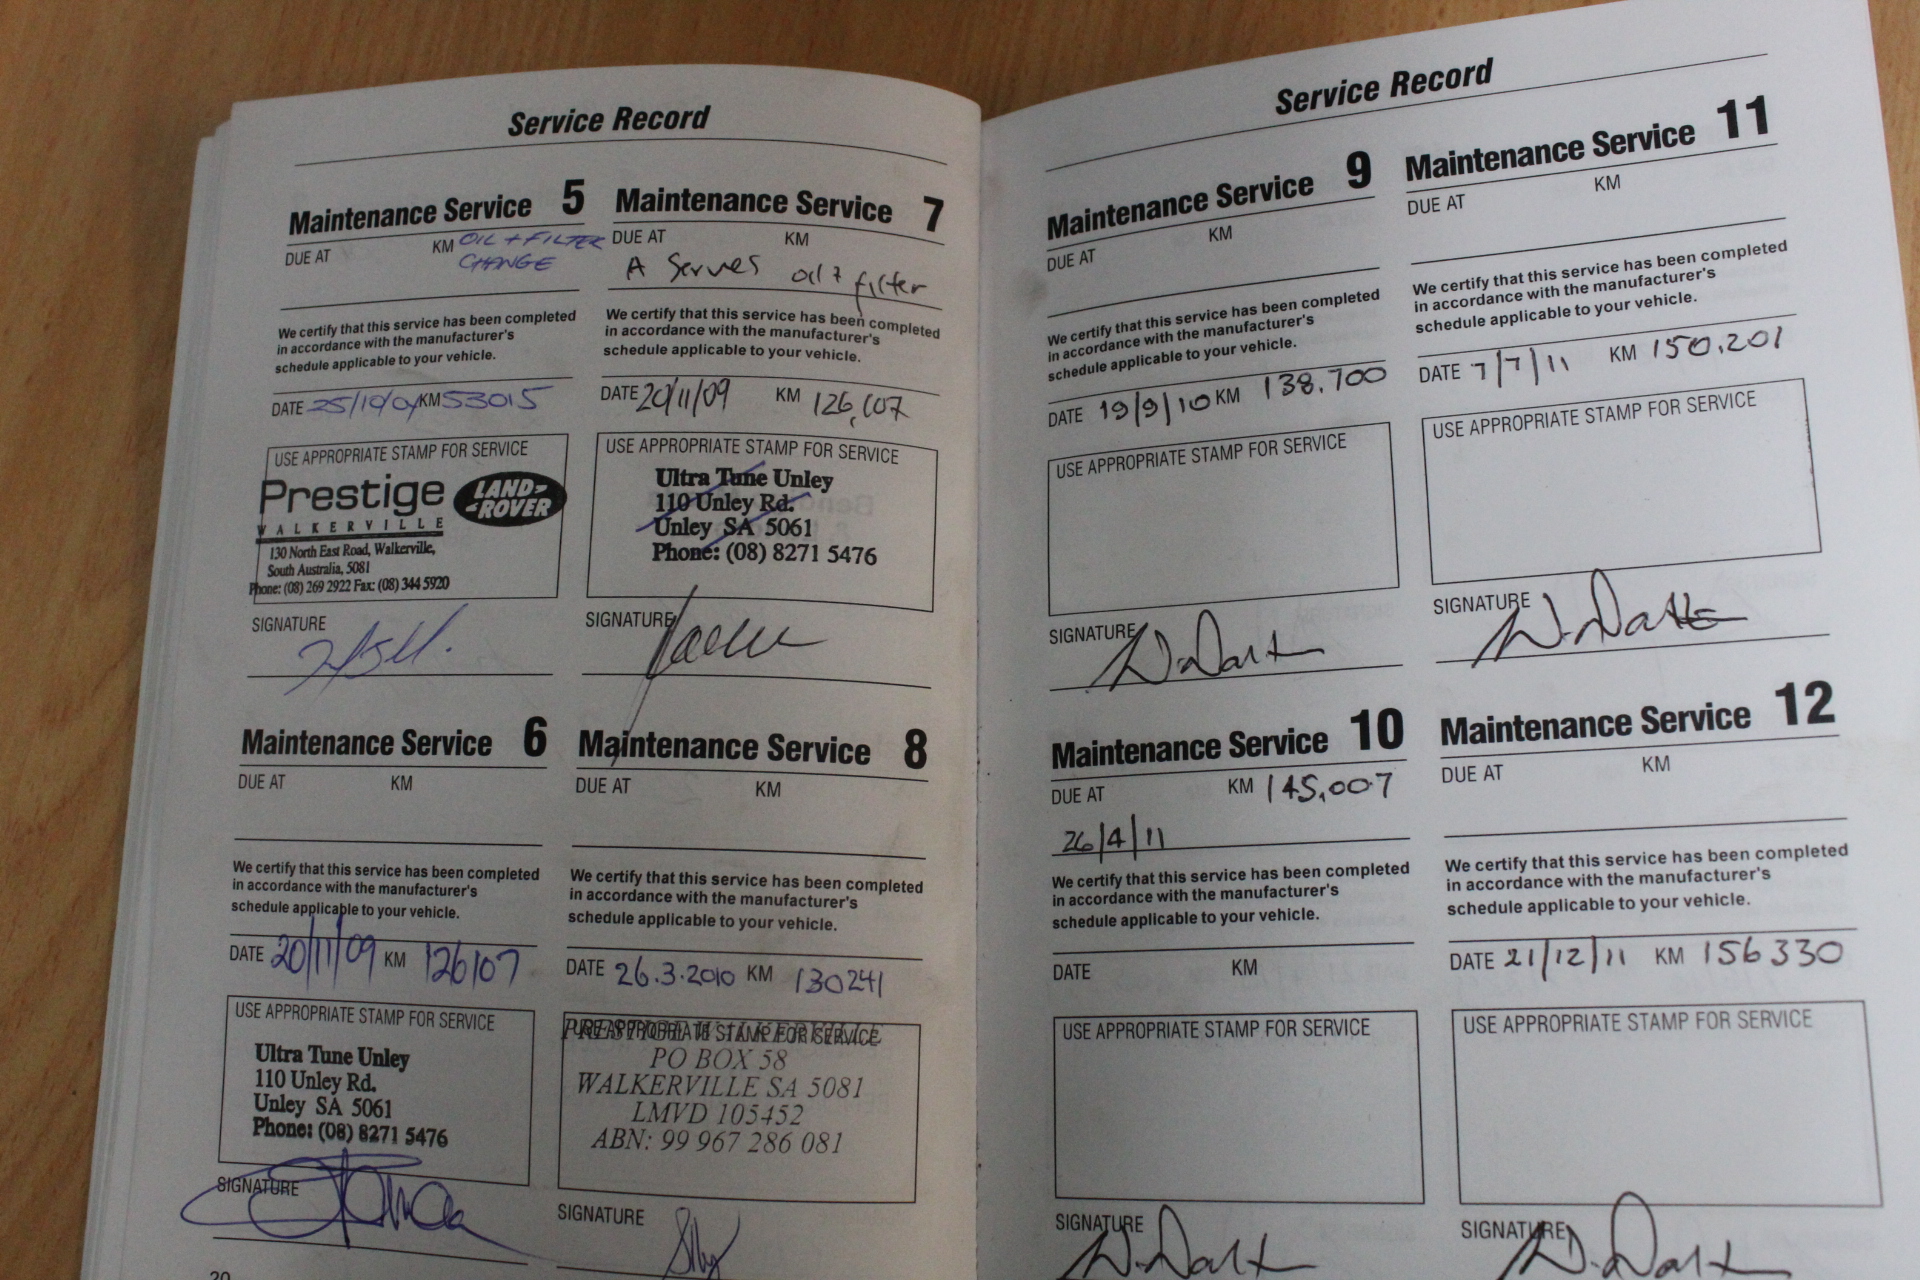 Service Record
Maintenance Service 5
DUE AT KM OIL + FILTER
CHANGE
We certify that this service has been completed
in accordance with the manufacturer's
schedule applicable to your vehicle.
DATE KM 53015
USE APPROPRIATE STAMP FOR SERVICE
Prestige LAND-
-ROVER
WALKERVILLE
130 North East Road, Walkerville,
South Australia, 5081
Phone: (08) 269 2922 Fax: (08) 344 5920
SIGNATURE
Maintenance Service 6
DUE AT KM
We certify that this service has been completed
in accordance with the manufacturer's
schedule applicable to your vehicle.
DATE 20/11/09 KM 126107
USE APPROPRIATE STAMP FOR SERVICE
Ultra Tune Unley
110 Unley Rd.
Unley SA 5061
Phone: (08) 8271 5476
SIGNATURE
20
Maintenance Service 7
DUE AT KM
A Serves oil + filter
We certify that this service has been completed
in accordance with the manufacturer's
schedule applicable to your vehicle.
DATE 20/11/09 KM 126,107
USE APPROPRIATE STAMP FOR SERVICE
Ultra Tune Unley
110 Unley Rd.
Unley SA 5061
Phone: (08) 8271 5476
SIGNATURE
Maintenance Service 8
DUE AT KM
We certify that this service has been completed
in accordance with the manufacturer's
schedule applicable to your vehicle.
DATE 26.3.2010 KM 130241
USE APPROPRIATE STAMP FOR SERVICE
PRESTIGE WALKERVILLE
PO BOX 58
WALKERVILLE SA 5081
LMVD 105452
ABN: 99 967 286 081
SIGNATURE
Service Record
Maintenance Service 9
DUE AT KM
We certify that this service has been completed
in accordance with the manufacturer's
schedule applicable to your vehicle.
DATE 19/9/10 KM 138,700
USE APPROPRIATE STAMP FOR SERVICE
SIGNATURE
Maintenance Service 10
DUE AT KM 145,007
26/4/11
We certify that this service has been completed
in accordance with the manufacturer's
schedule applicable to your vehicle.
DATE KM
USE APPROPRIATE STAMP FOR SERVICE
SIGNATURE
Maintenance Service 11
DUE AT KM
We certify that this service has been completed
in accordance with the manufacturer's
schedule applicable to your vehicle.
DATE 7/7/11 KM 150,201
USE APPROPRIATE STAMP FOR SERVICE
SIGNATURE
Maintenance Service 12
DUE AT KM
We certify that this service has been completed
in accordance with the manufacturer's
schedule applicable to your vehicle.
DATE 21/12/11 KM 156330
USE APPROPRIATE STAMP FOR SERVICE
SIGNATURE